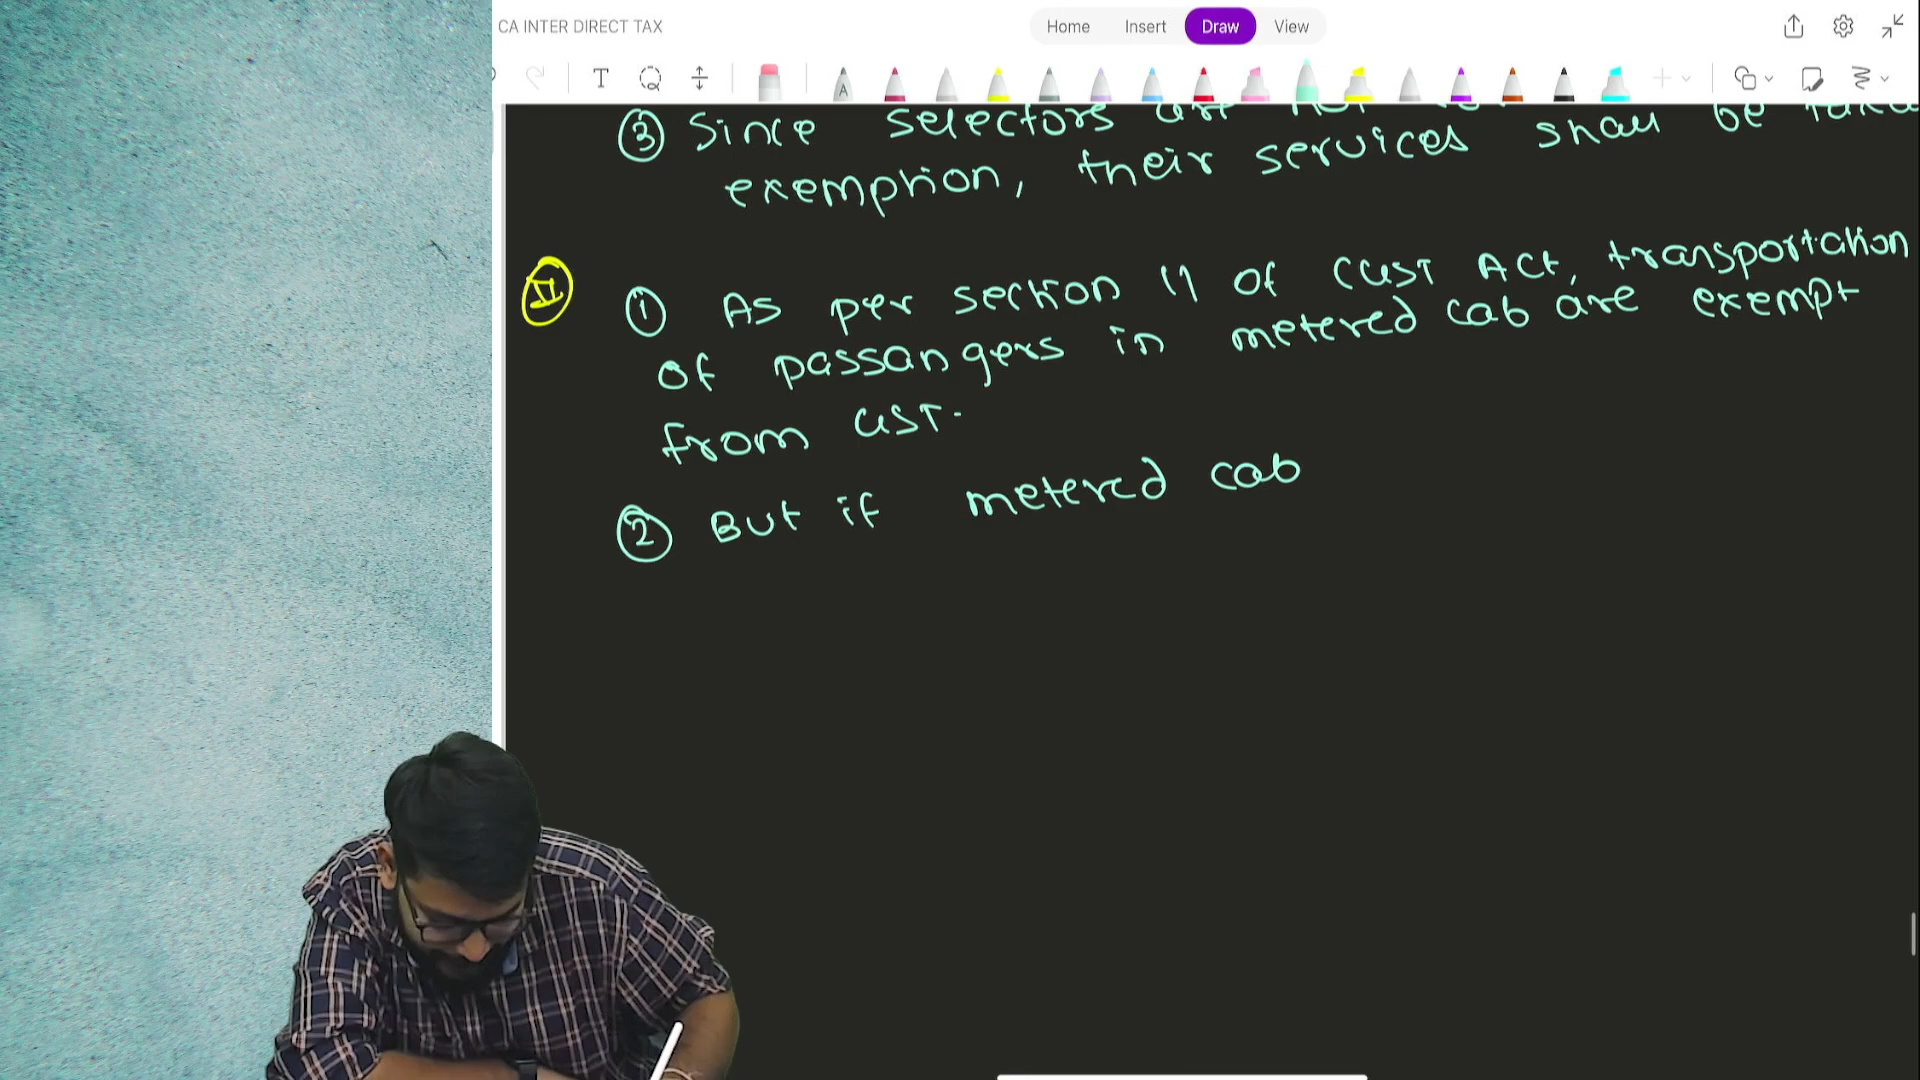 CA INTER DIRECT TAX
Home Insert Draw View
T A
③ Since selectors are not shall be
exemption, their services
II ① As per section 11 of CGST Act, transportation
of passangers in metered cab are exempt
from GST.
② But if metered cab